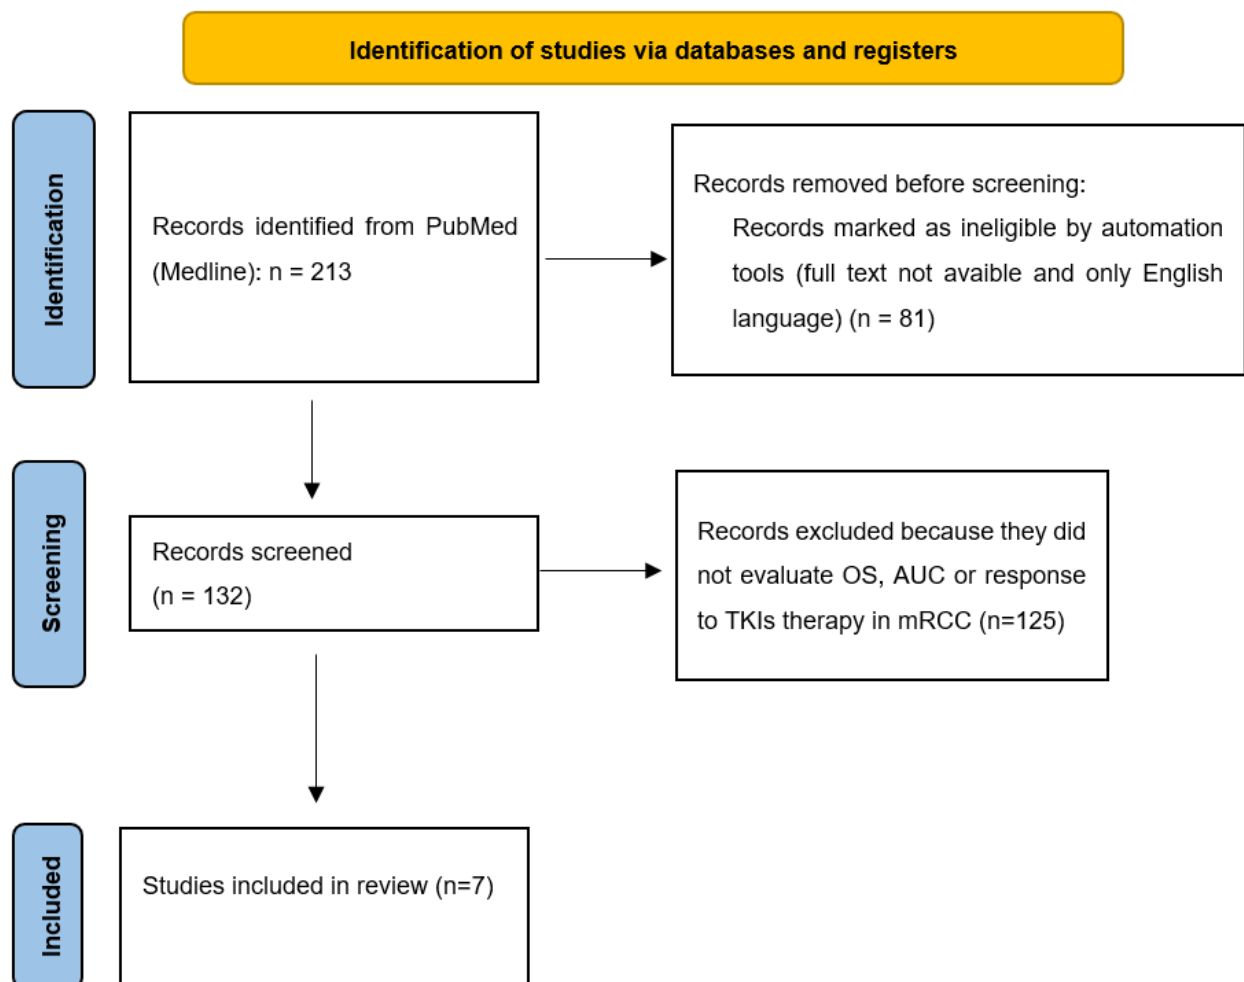 Identification of studies via databases and registers
Identification
Records identified from PubMed
(Medline): n = 213
Records removed before screening:
Records marked as ineligible by automation
tools (full text not avaible and only English
language) (n = 81)
Screening
Records screened
(n = 132)
Records excluded because they did
not evaluate OS, AUC or response
to TKIs therapy in mRCC (n=125)
Included
Studies included in review (n=7)